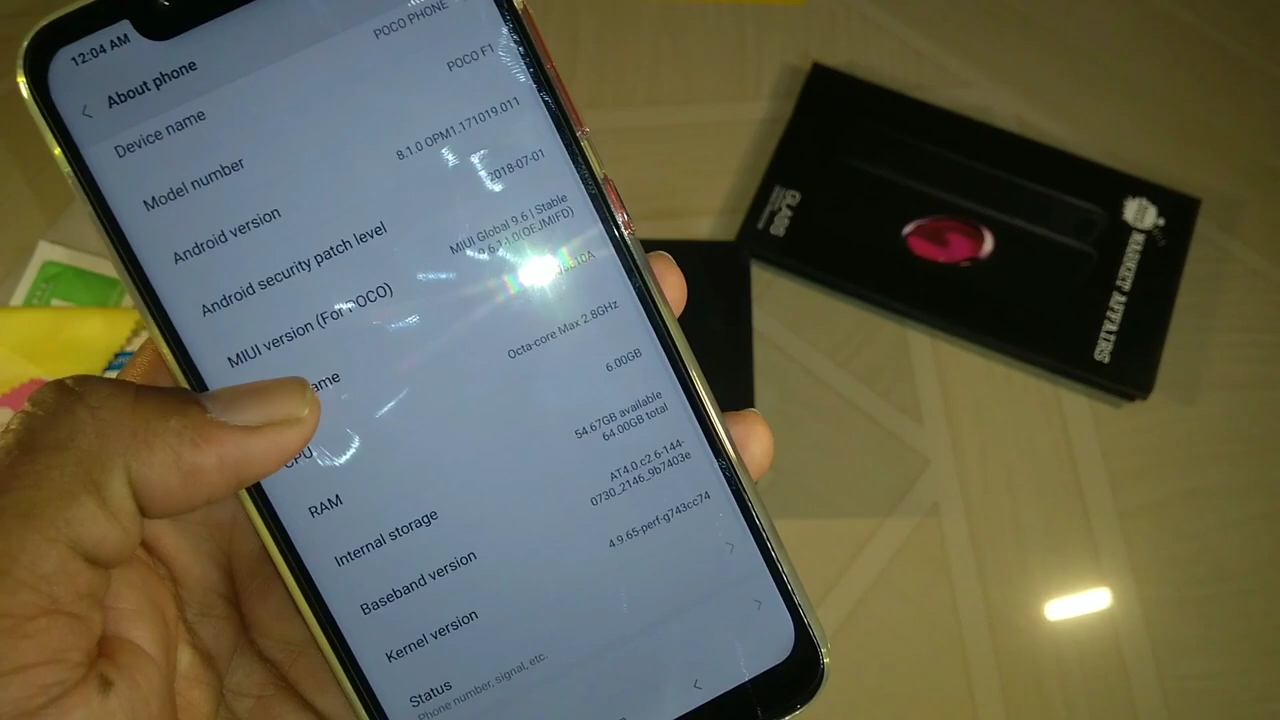 12:04 AM
About phone
Device name
POCO PHONE
Model number
POCO F1
Android version
8.1.0 OPM1.171019.011
Android security patch level
2018-07-01
MIUI version (For POCO)
MIUI Global 9.6 | Stable
CPU
Octa-core Max 2.8GHz
RAM
6.00GB
Internal storage
54.67GB available
64.00GB total
Baseband version
AT4.0.c2.6-144-
0730_2146_9b7403e
Kernel version
4.9.65-perf-g743cc74
Status
Phone number, signal, etc.
GLASS